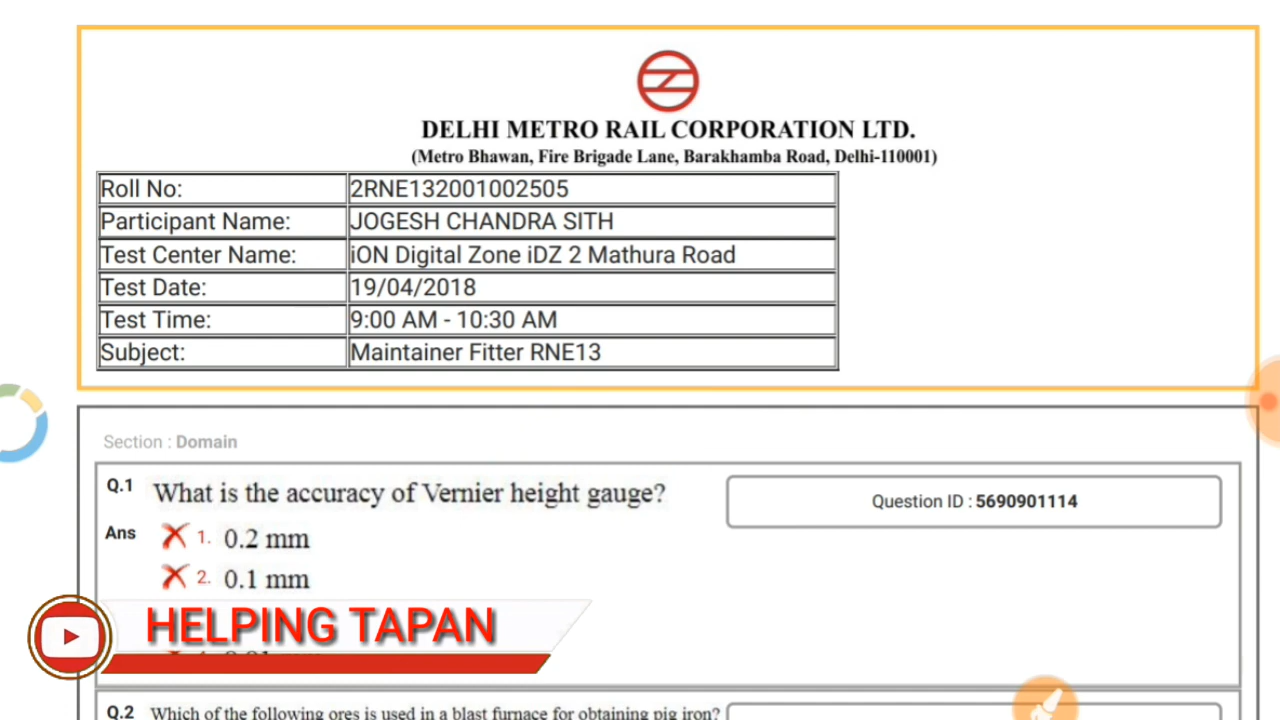 DELHI METRO RAIL CORPORATION LTD.
(Metro Bhawan, Fire Brigade Lane, Barakhamba Road, Delhi-110001)
Roll No: 2RNE132001002505
Participant Name: JOGESH CHANDRA SITH
Test Center Name: iON Digital Zone iDZ 2 Mathura Road
Test Date: 19/04/2018
Test Time: 9:00 AM - 10:30 AM
Subject: Maintainer Fitter RNE13
Section : Domain
Q.1 What is the accuracy of Vernier height gauge?
Question ID : 5690901114
Ans 1. 0.2 mm
2. 0.1 mm
HELPING TAPAN
Q.2 Which of the following ores is used in a blast furnace for obtaining pig iron?